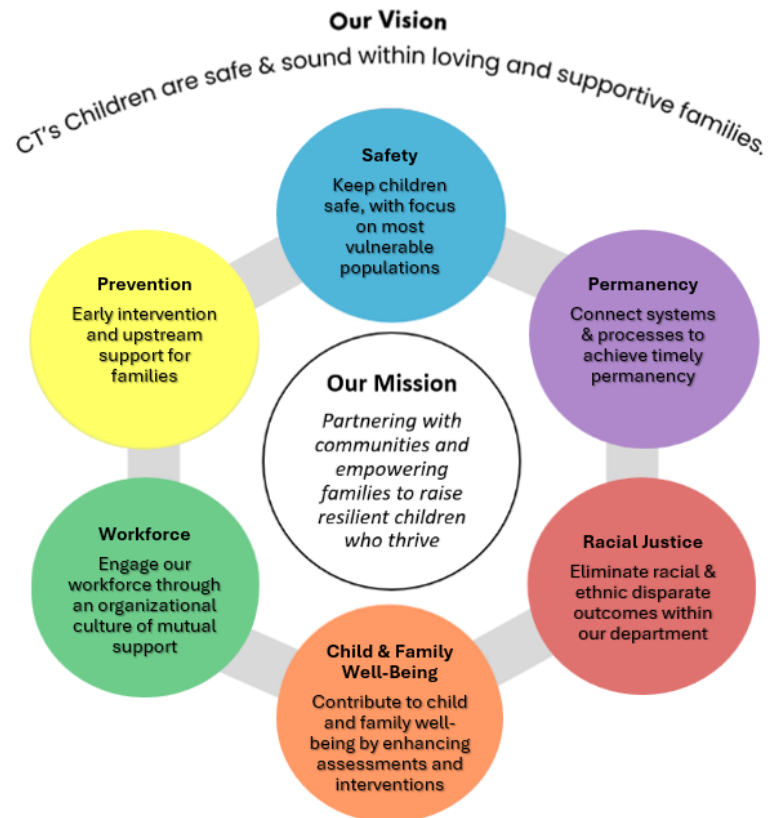 Our Vision
CT's Children are safe & sound within loving and supportive families.
Safety
Keep children
safe, with focus
on most
vulnerable
populations
Prevention
Early intervention
and upstream
support for
families
Permanency
Connect systems
& processes to
achieve timely
permanency
Our Mission
Partnering with
communities and
empowering
families to raise
resilient children
who thrive
Workforce
Engage our
workforce through
an organizational
culture of mutual
support
Racial Justice
Eliminate racial &
ethnic disparate
outcomes within
our department
Child & Family
Well-Being
Contribute to child
and family well-
being by enhancing
assessments and
interventions